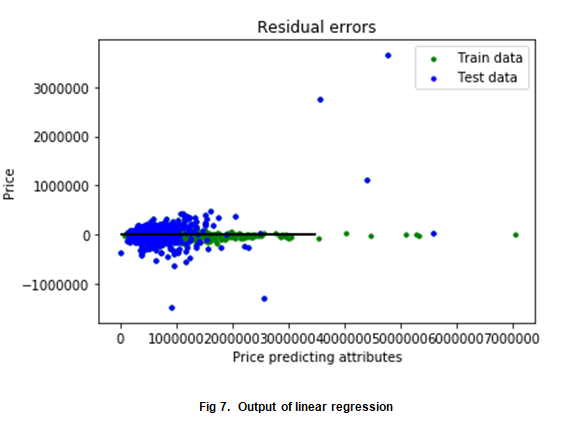 Residual errors
Train data
Test data
3000000
2000000
1000000
0
−1000000
Price
0 1000000 2000000 3000000 4000000 5000000 6000000 7000000
Price predicting attributes
Fig 7. Output of linear regression